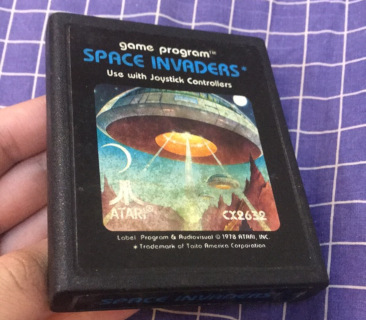 game program™
SPACE INVADERS*
Use with Joystick Controllers
ATARI®
CX2632
Label, Program & Audiovisual © 1978 ATARI, INC.
* Trademark of Taito America Corporation
SPACE INVADERS